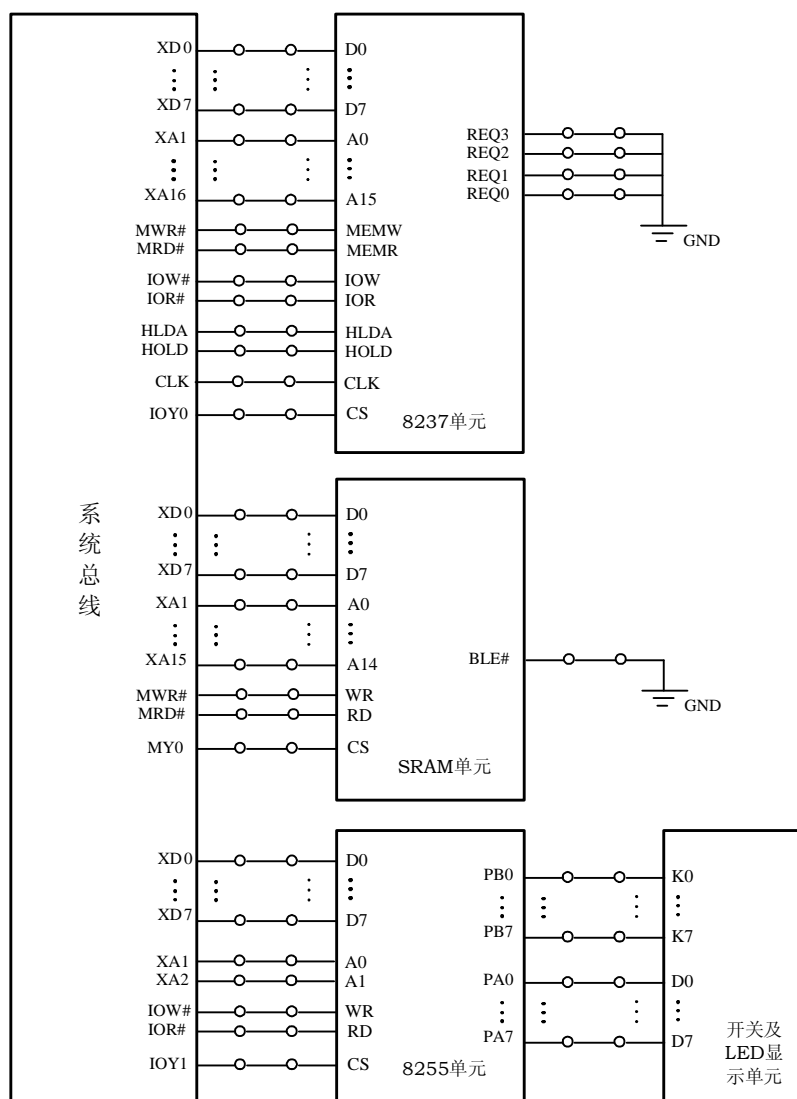 XD0
XD7
XA1
XA16
MWR#
MRD#
IOW#
IOR#
HLDA
HOLD
CLK
IOY0
D0
D7
A0
A15
MEMW
MEMR
IOW
IOR
HLDA
HOLD
CLK
CS
8237单元
REQ3
REQ2
REQ1
REQ0
GND
系统总线
XD0
XD7
XA1
XA15
MWR#
MRD#
MY0
D0
D7
A0
A14
WR
RD
CS
SRAM单元
BLE#
GND
XD0
XD7
XA1
XA2
IOW#
IOR#
IOY1
D0
D7
A0
A1
WR
RD
CS
8255单元
PB0
PB7
PA0
PA7
K0
K7
D0
D7
开关及
LED显
示单元